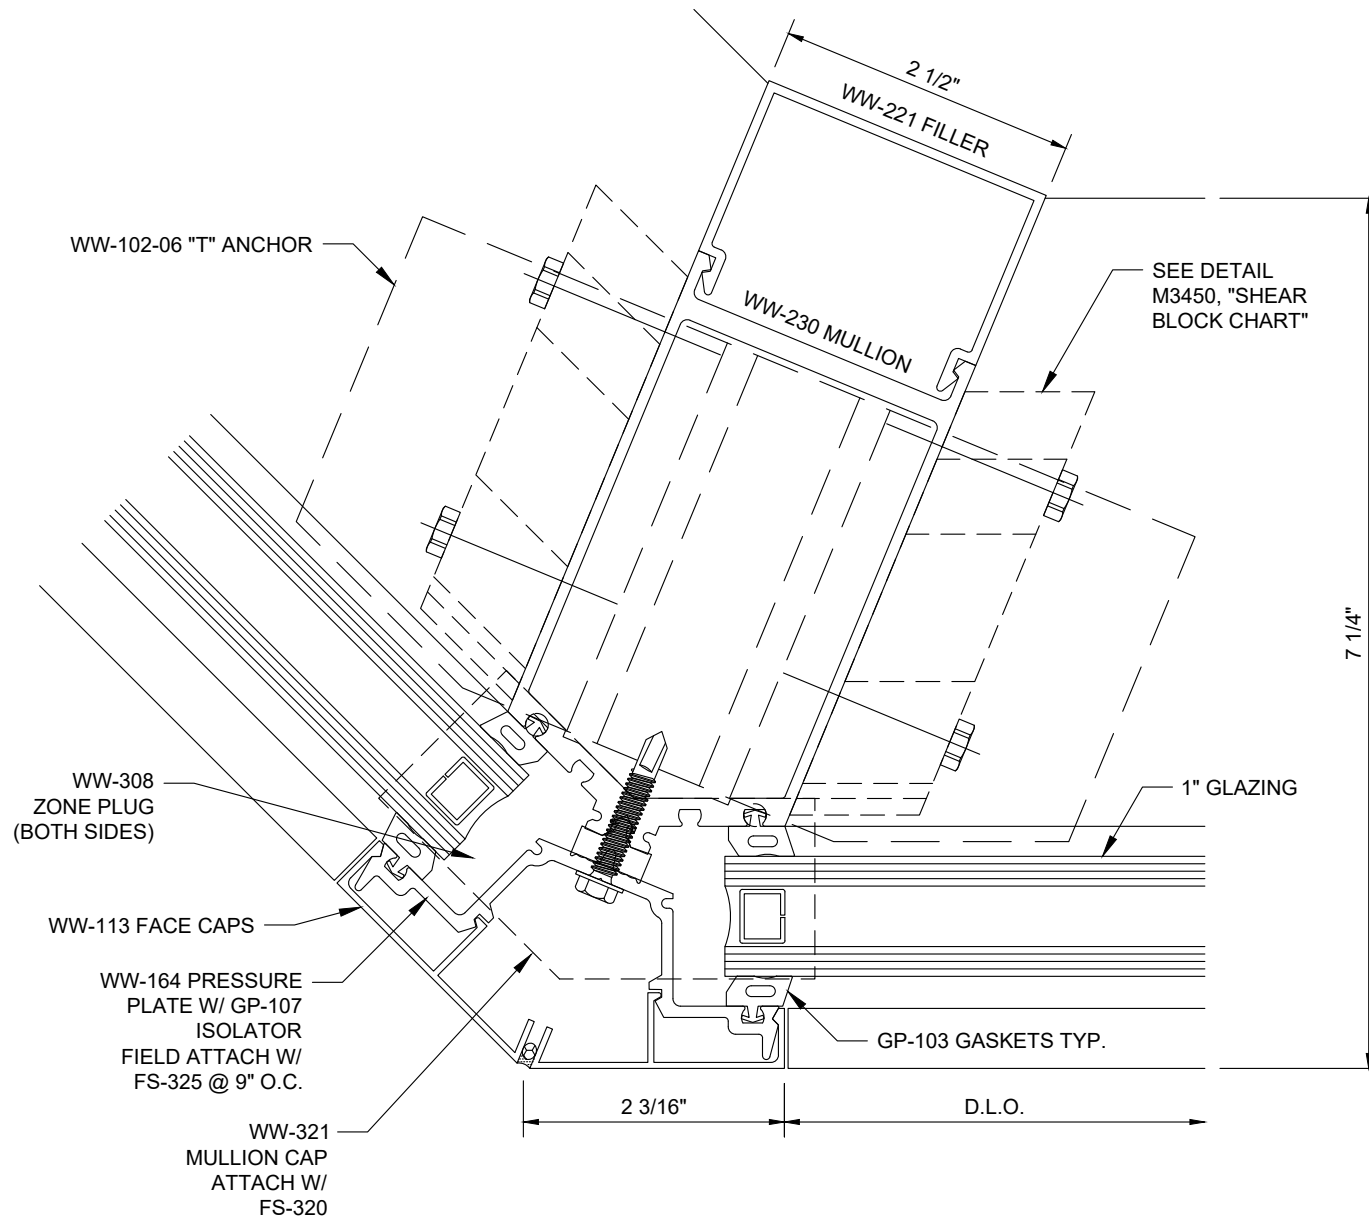 2 1/2"
WW-221 FILLER
WW-102-06 "T" ANCHOR
SEE DETAIL
M3450, "SHEAR
BLOCK CHART"
WW-230 MULLION
7 1/4"
WW-308
ZONE PLUG
(BOTH SIDES)
1" GLAZING
WW-113 FACE CAPS
WW-164 PRESSURE
PLATE W/ GP-107
ISOLATOR
FIELD ATTACH W/
FS-325 @ 9" O.C.
GP-103 GASKETS TYP.
2 3/16"
D.L.O.
WW-321
MULLION CAP
ATTACH W/
FS-320